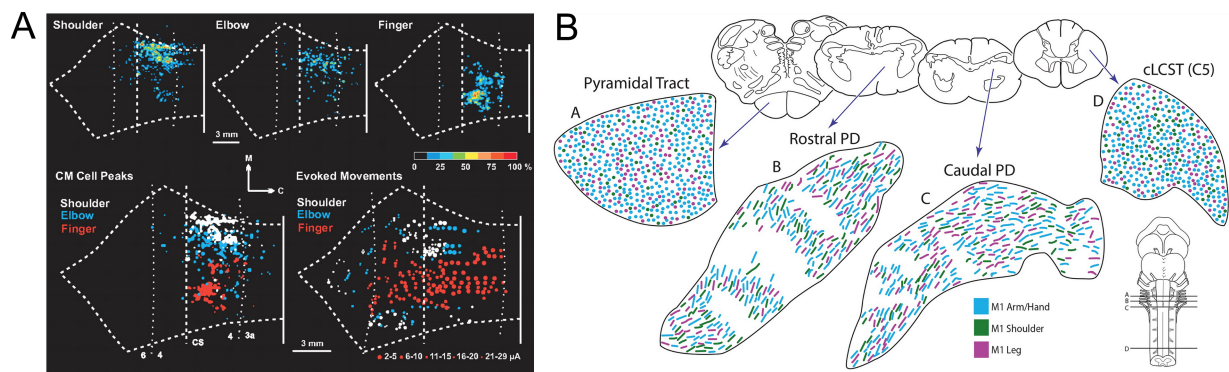 A
Shoulder
Elbow
Finger
3 mm
0 25 50 75 100 %
M
C
CM Cell Peaks
Shoulder
Elbow
Finger
6 4
CS
4 3a
Evoked Movements
Shoulder
Elbow
Finger
3 mm
2-5 6-10 11-15 16-20 21-29 µA
B
Pyramidal Tract
A
Rostral PD
B
Caudal PD
C
cLCST (C5)
D
M1 Arm/Hand
M1 Shoulder
M1 Leg
A
B
C
D